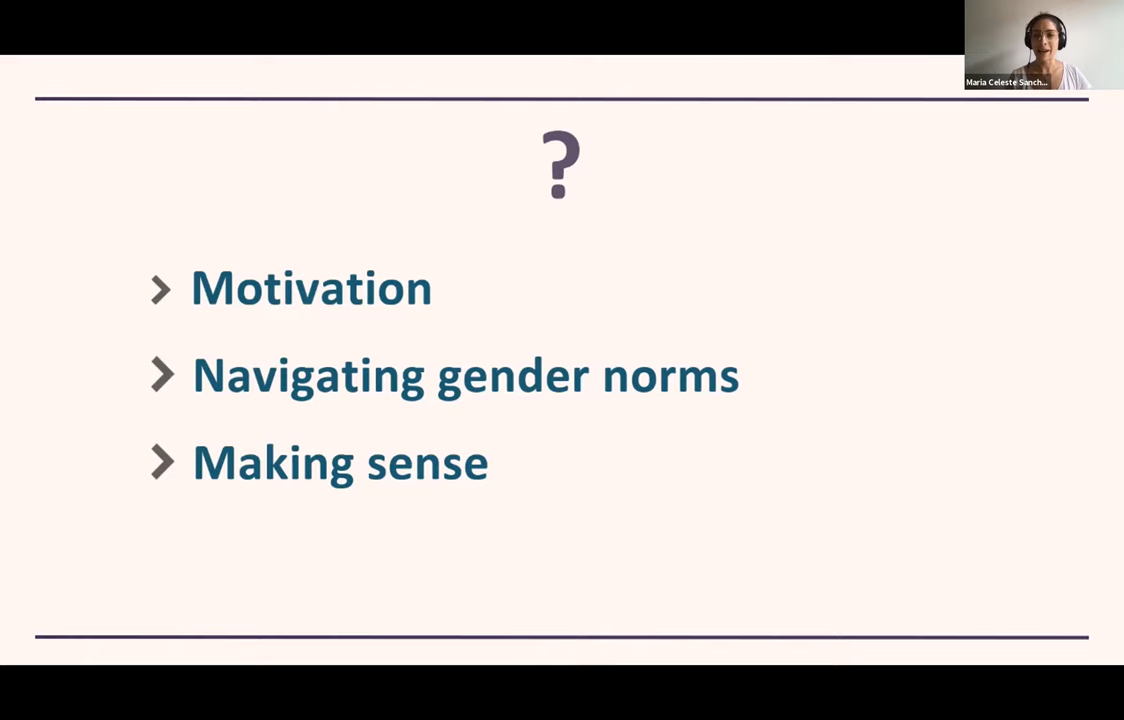 Maria Celeste Sanch...
?
Motivation
Navigating gender norms
Making sense